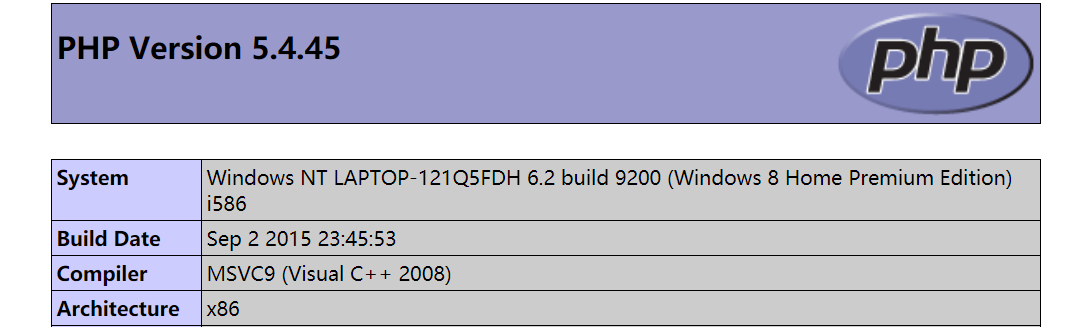 PHP Version 5.4.45
php
System
Windows NT LAPTOP-121Q5FDH 6.2 build 9200 (Windows 8 Home Premium Edition)
i586
Build Date
Sep 2 2015 23:45:53
Compiler
MSVC9 (Visual C++ 2008)
Architecture
x86